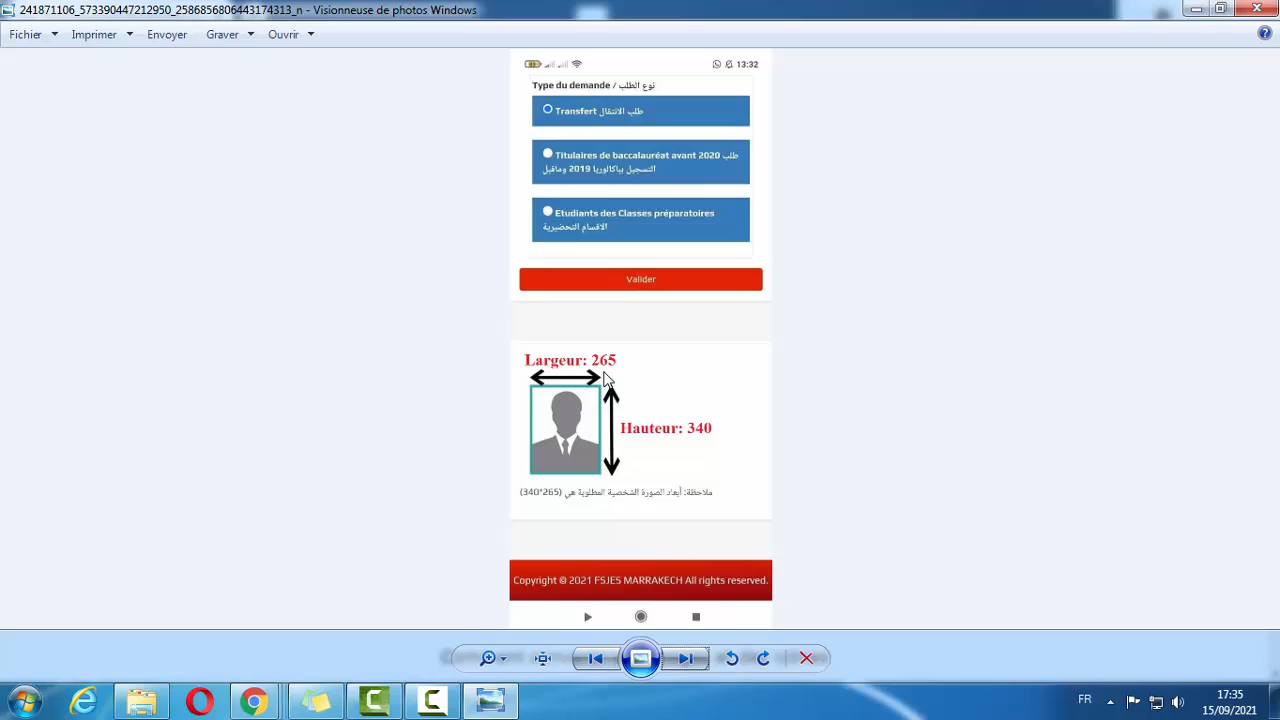 241871106_573390447212950_2586856806443174313_n - Visionneuse de photos Windows
Fichier Imprimer Envoyer Graver Ouvrir
13:32
Type du demande / نوع الطلب
Transfert طلب الانتقال
Titulaires de baccalauréat avant 2020 طلب
التسجيل بباكالوريا 2019 وماقبل
Etudiants des Classes préparatoires
الاقسام التحضيرية
Valider
Largeur: 265
Hauteur: 340
ملاحظة: أبعاد الصورة الشخصية المطلوبة هي (265*340)
Copyright © 2021 FSJES MARRAKECH All rights reserved.
FR
17:35
15/09/2021